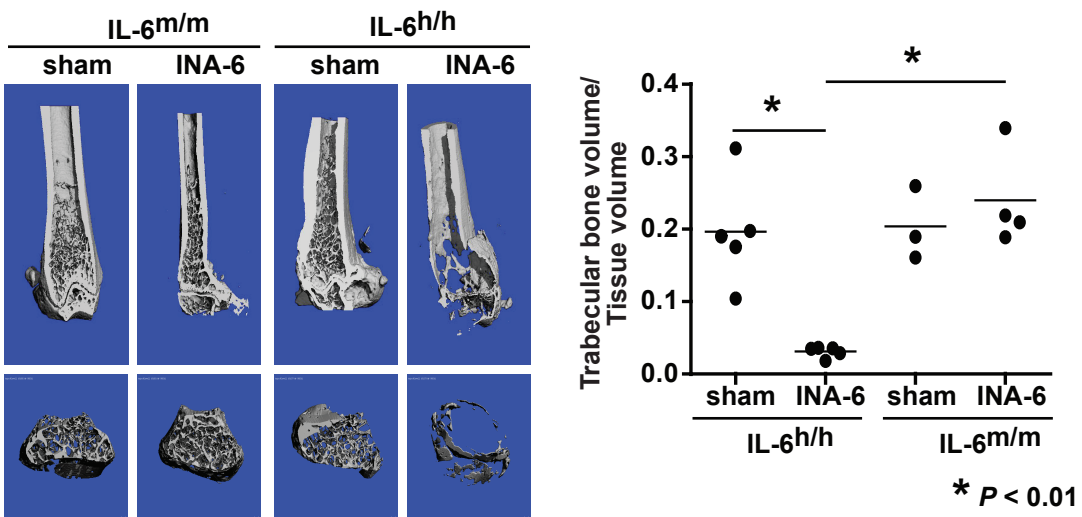 IL-6m/m IL-6h/h
sham INA-6 sham INA-6
Trabecular bone volume/
Tissue volume
0.4
0.3
0.2
0.1
0.0
*
*
sham INA-6 sham INA-6
IL-6h/h IL-6m/m
* P < 0.01